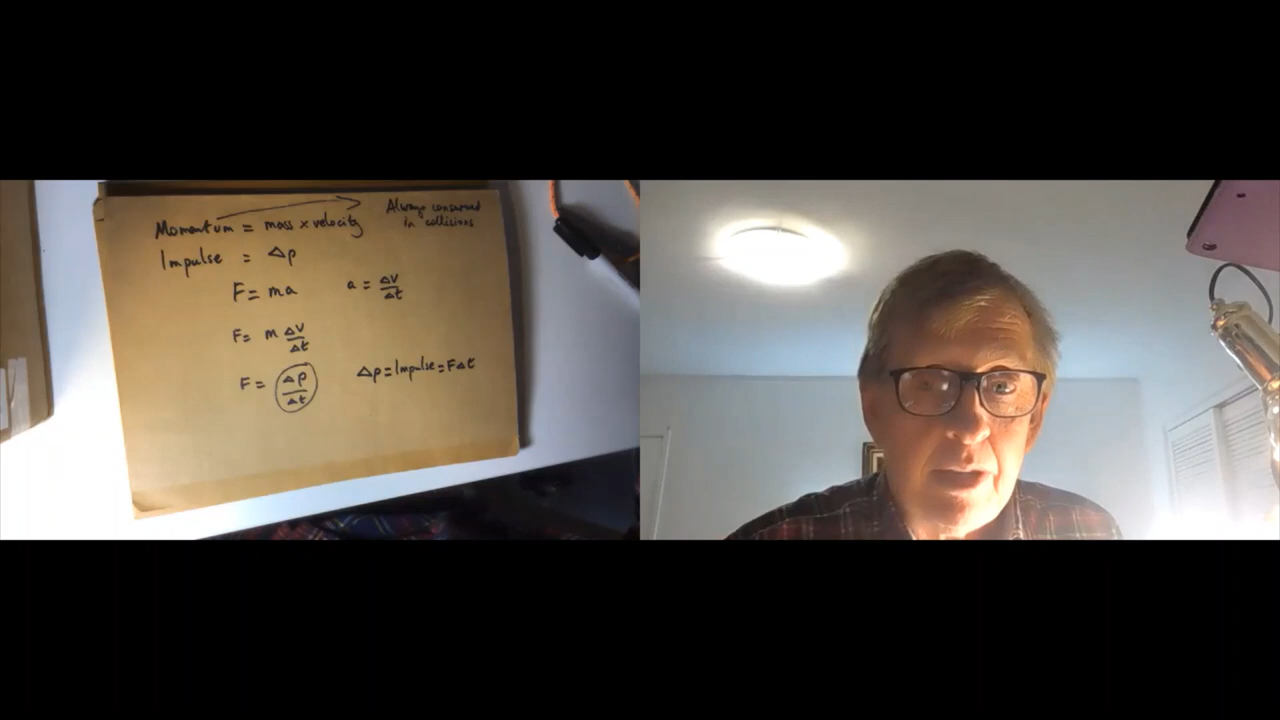 Momentum = mass x velocity
Always conserved
in collisions
Impulse = Δp
F = ma a = Δv/Δt
F = m Δv/Δt
F = Δp/Δt Δp = Impulse = FΔt